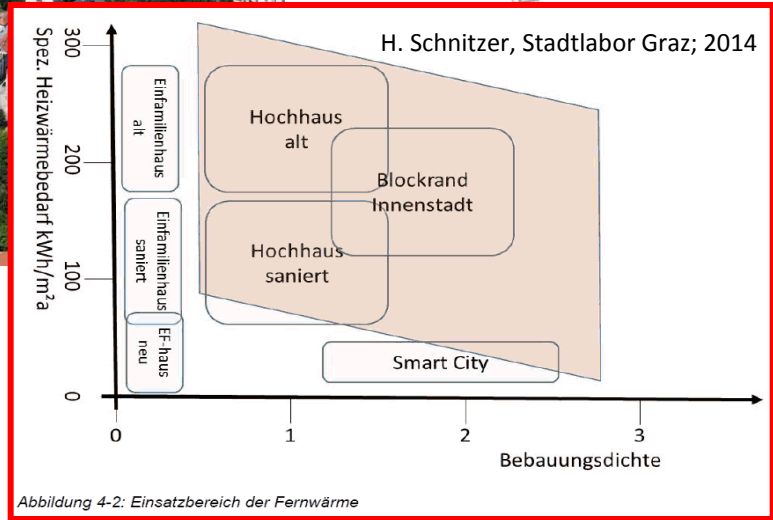 H. Schnitzer, Stadtlabor Graz; 2014
Spez. Heizwärmebedarf kWh/m²a
300
200
100
0
Einfamilienhaus
alt
Einfamilienhaus
saniert
EF-haus
neu
Hochhaus
alt
Blockrand
Innenstadt
Hochhaus
saniert
Smart City
0
1
2
3
Bebauungsdichte
Abbildung 4-2: Einsatzbereich der Fernwärme